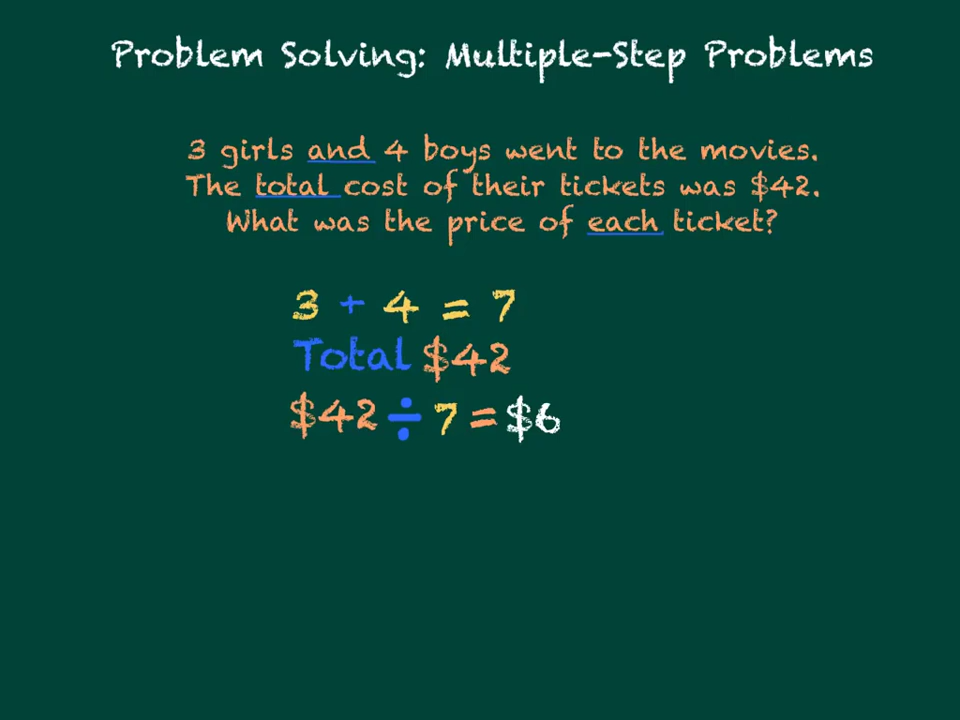 Problem Solving: Multiple-Step Problems
3 girls and 4 boys went to the movies.
The total cost of their tickets was $42.
What was the price of each ticket?
3 + 4 = 7
Total $42
$42 ÷ 7 = $6